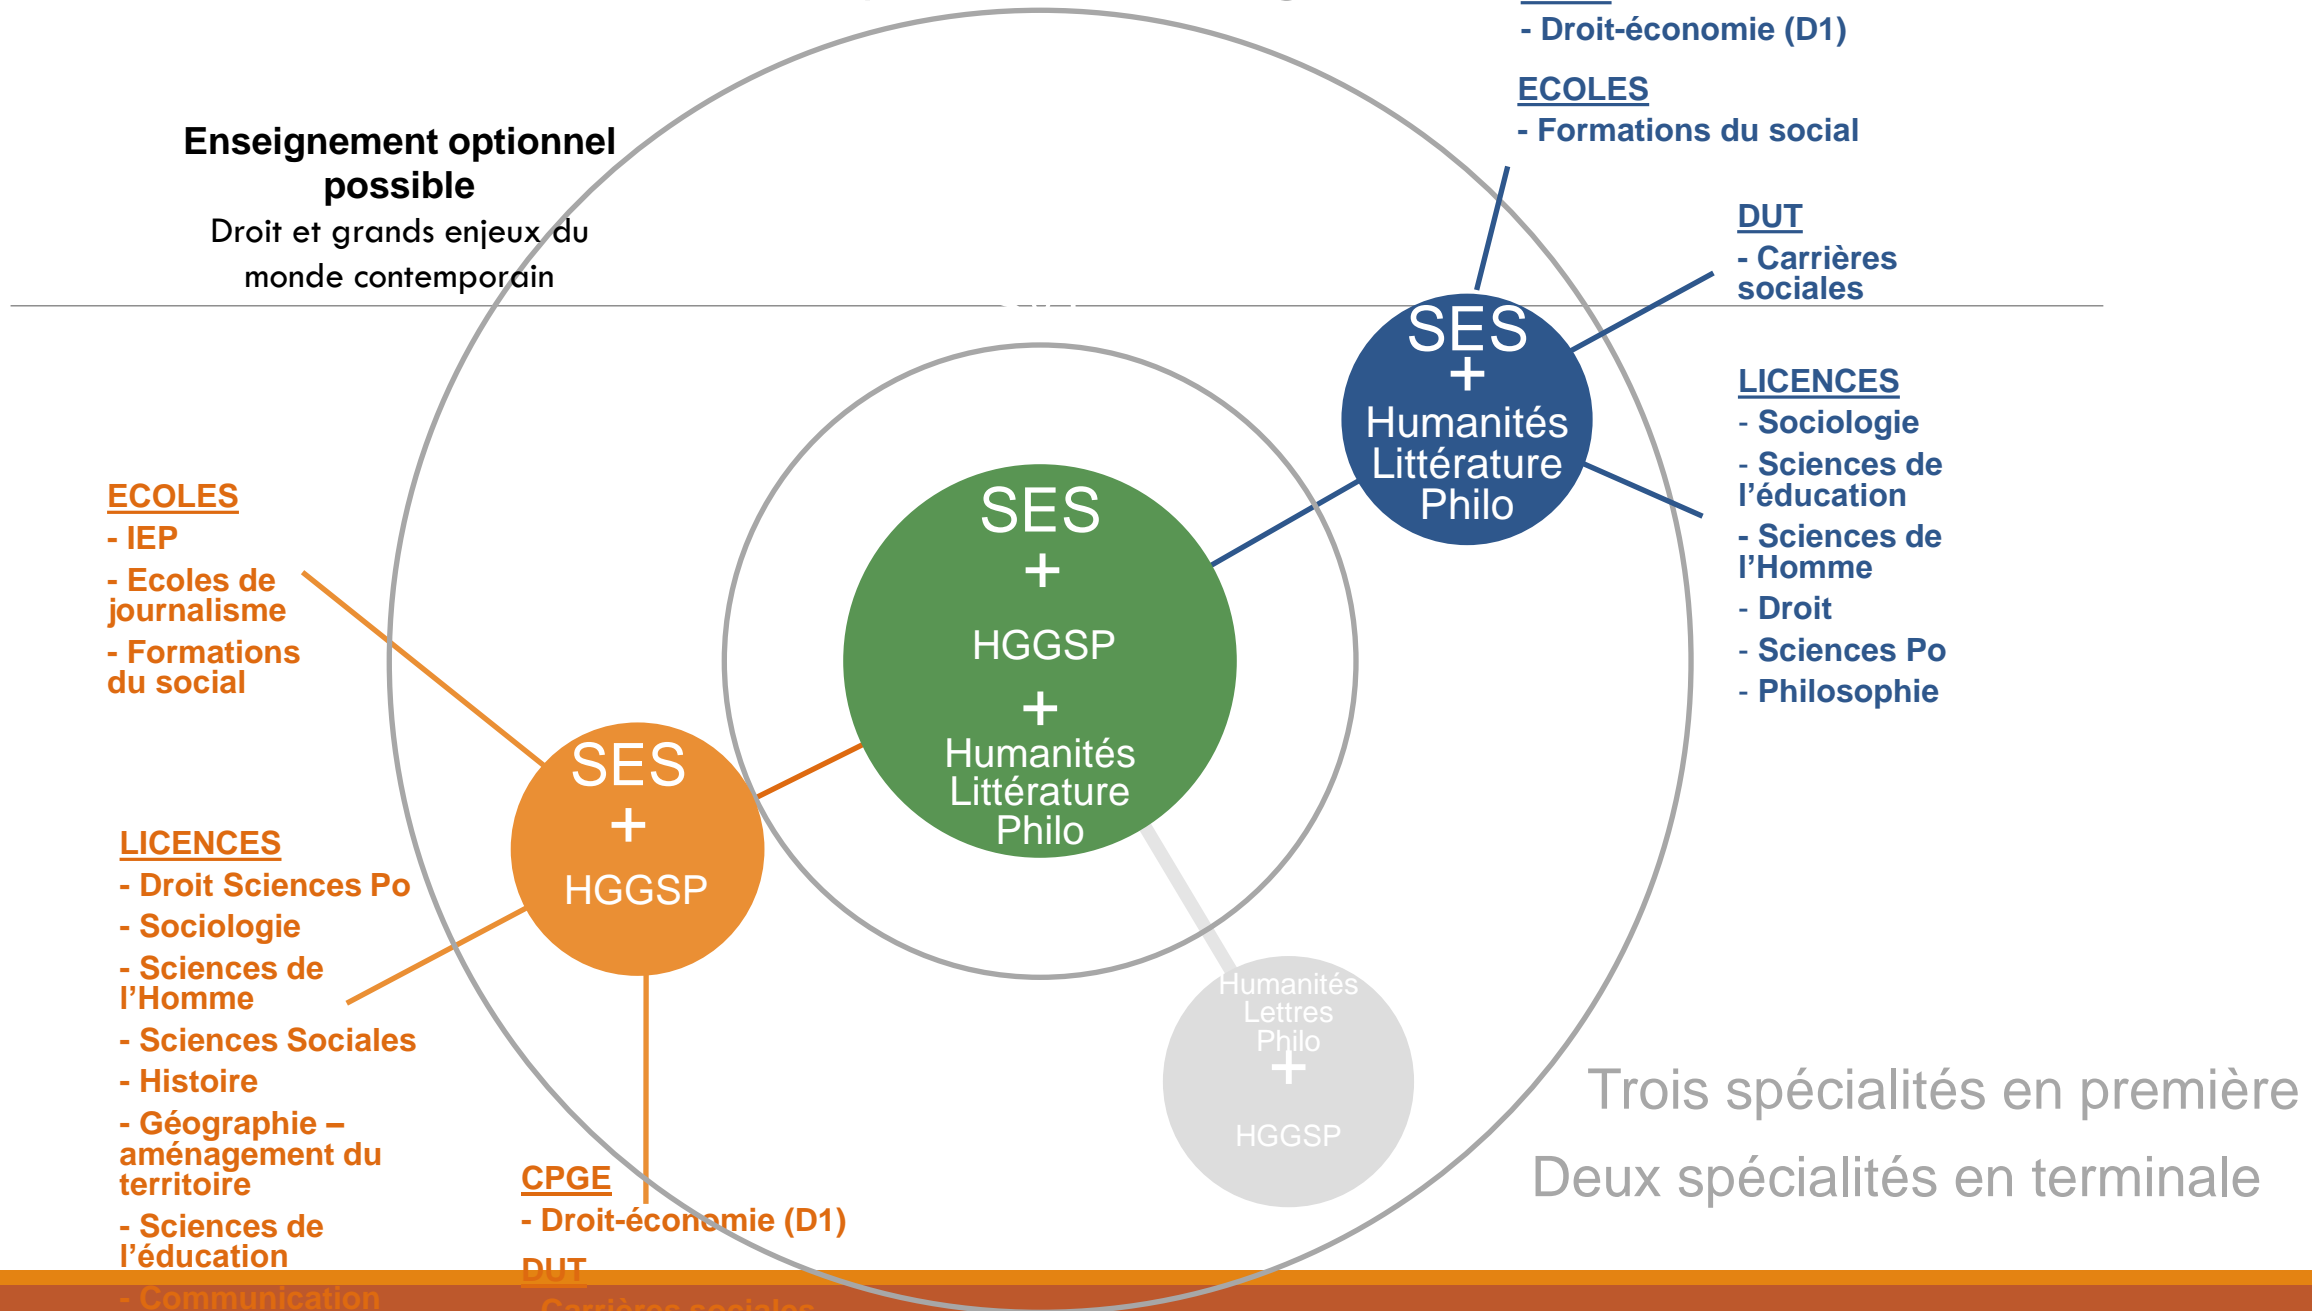 - Droit-économie (D1)
ECOLES
- Formations du social
Enseignement optionnel
possible
Droit et grands enjeux du
monde contemporain
DUT
- Carrières
sociales
SES
+
Humanités
Littérature
Philo
LICENCES
- Sociologie
- Sciences de
l’éducation
- Sciences de
l’Homme
- Droit
- Sciences Po
- Philosophie
SES
+
HGGSP
+
Humanités
Littérature
Philo
ECOLES
- IEP
- Ecoles de
journalisme
- Formations
du social
SES
+
HGGSP
LICENCES
- Droit Sciences Po
- Sociologie
- Sciences de
l’Homme
- Sciences Sociales
- Histoire
- Géographie –
aménagement du
territoire
- Sciences de
l’éducation
- Communication
CPGE
- Droit-économie (D1)
DUT
- Carrières sociales
Humanités
Lettres
Philo
+
HGGSP
Trois spécialités en première
Deux spécialités en terminale